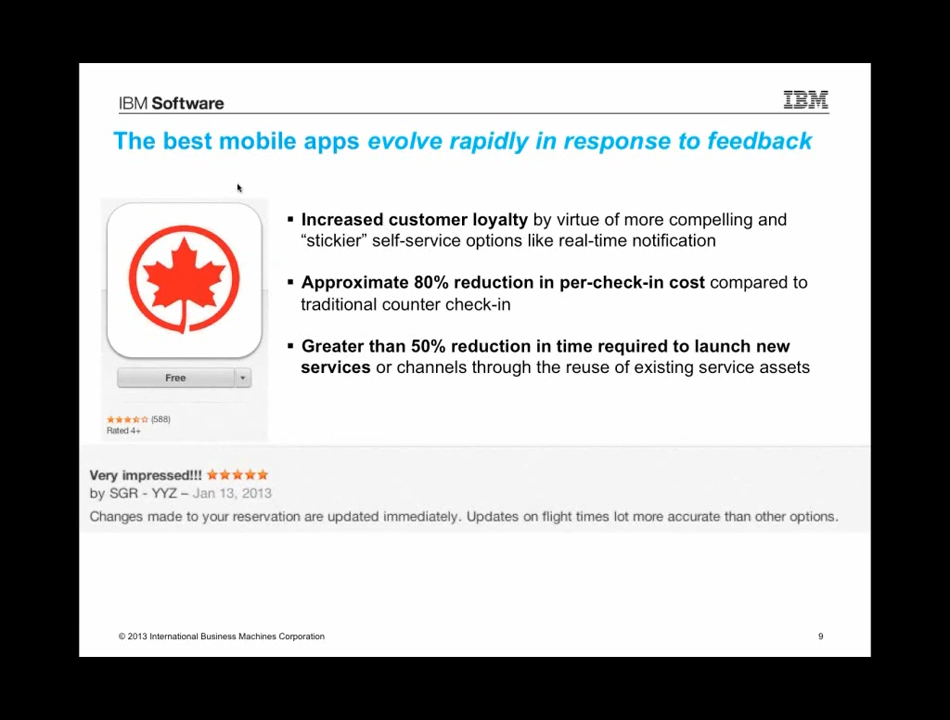 IBM Software
IBM
The best mobile apps evolve rapidly in response to feedback
▪ Increased customer loyalty by virtue of more compelling and
“stickier” self-service options like real-time notification
▪ Approximate 80% reduction in per-check-in cost compared to
traditional counter check-in
▪ Greater than 50% reduction in time required to launch new
services or channels through the reuse of existing service assets
Free
(588)
Rated 4+
Very impressed!!!
by SGR - YYZ – Jan 13, 2013
Changes made to your reservation are updated immediately. Updates on flight times lot more accurate than other options.
© 2013 International Business Machines Corporation
9